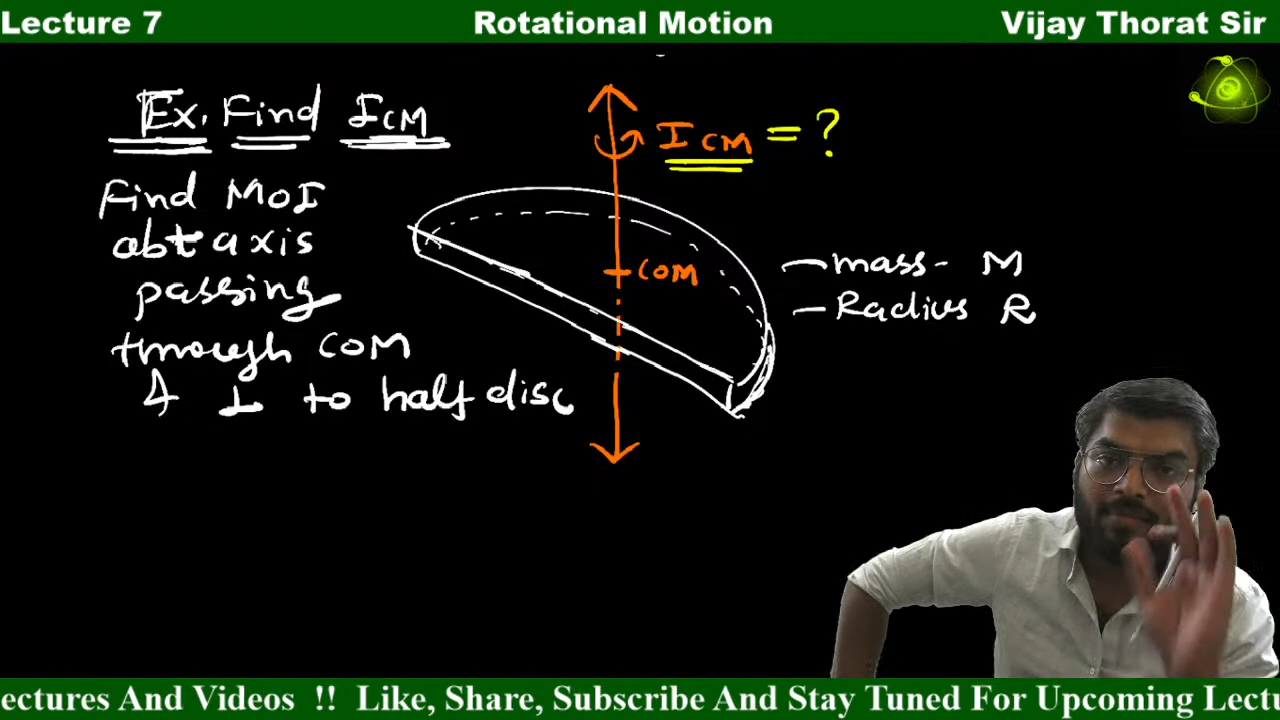 Lecture 7
Rotational Motion
Vijay Thorat Sir
Ex. Find ICM
ICM = ?
Find MoI
abt axis
passing
through COM
& ⊥ to half disc
COM
mass - M
Radius R
ectures And Videos !! Like, Share, Subscribe And Stay Tuned For Upcoming Lectu